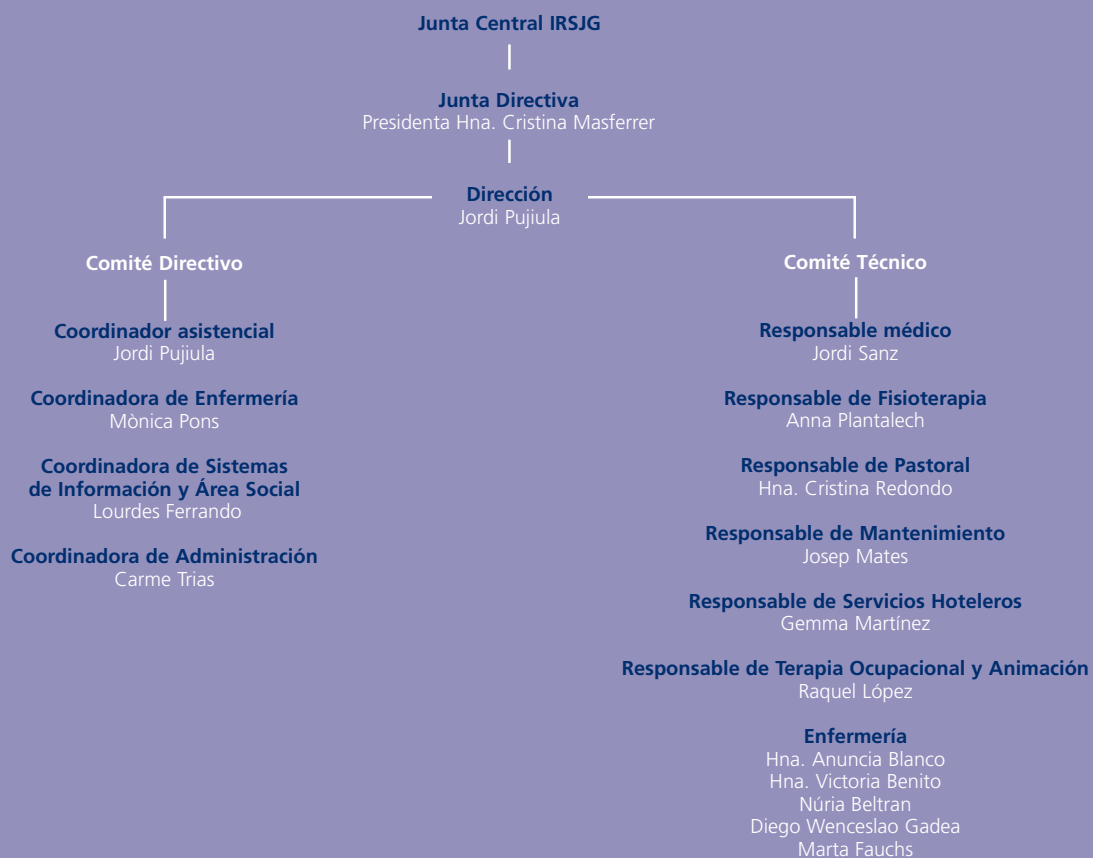 Junta Central IRSJG
Junta Directiva
Presidenta Hna. Cristina Masferrer
Dirección
Jordi Pujiula
Comité Directivo
Coordinador asistencial
Jordi Pujiula
Coordinadora de Enfermería
Mònica Pons
Coordinadora de Sistemas
de Información y Área Social
Lourdes Ferrando
Coordinadora de Administración
Carme Trias
Comité Técnico
Responsable médico
Jordi Sanz
Responsable de Fisioterapia
Anna Plantalech
Responsable de Pastoral
Hna. Cristina Redondo
Responsable de Mantenimiento
Josep Mates
Responsable de Servicios Hoteleros
Gemma Martínez
Responsable de Terapia Ocupacional y Animación
Raquel López
Enfermería
Hna. Anuncia Blanco
Hna. Victoria Benito
Núria Beltran
Diego Wenceslao Gadea
Marta Fauchs